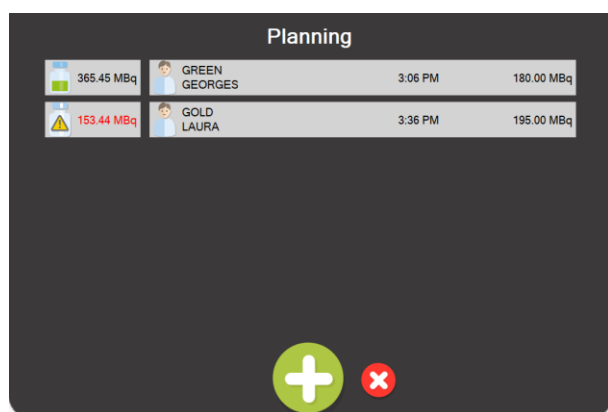 Planning
365.45 MBq GREEN GEORGES 3:06 PM 180.00 MBq
153.44 MBq GOLD LAURA 3:36 PM 195.00 MBq